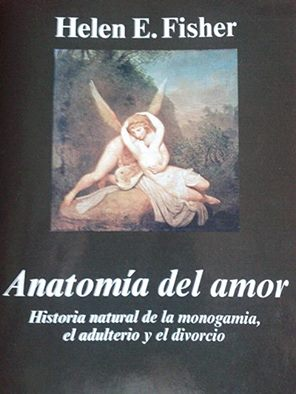 Helen E. Fisher
Anatomía del amor
Historia natural de la monogamia,
el adulterio y el divorcio